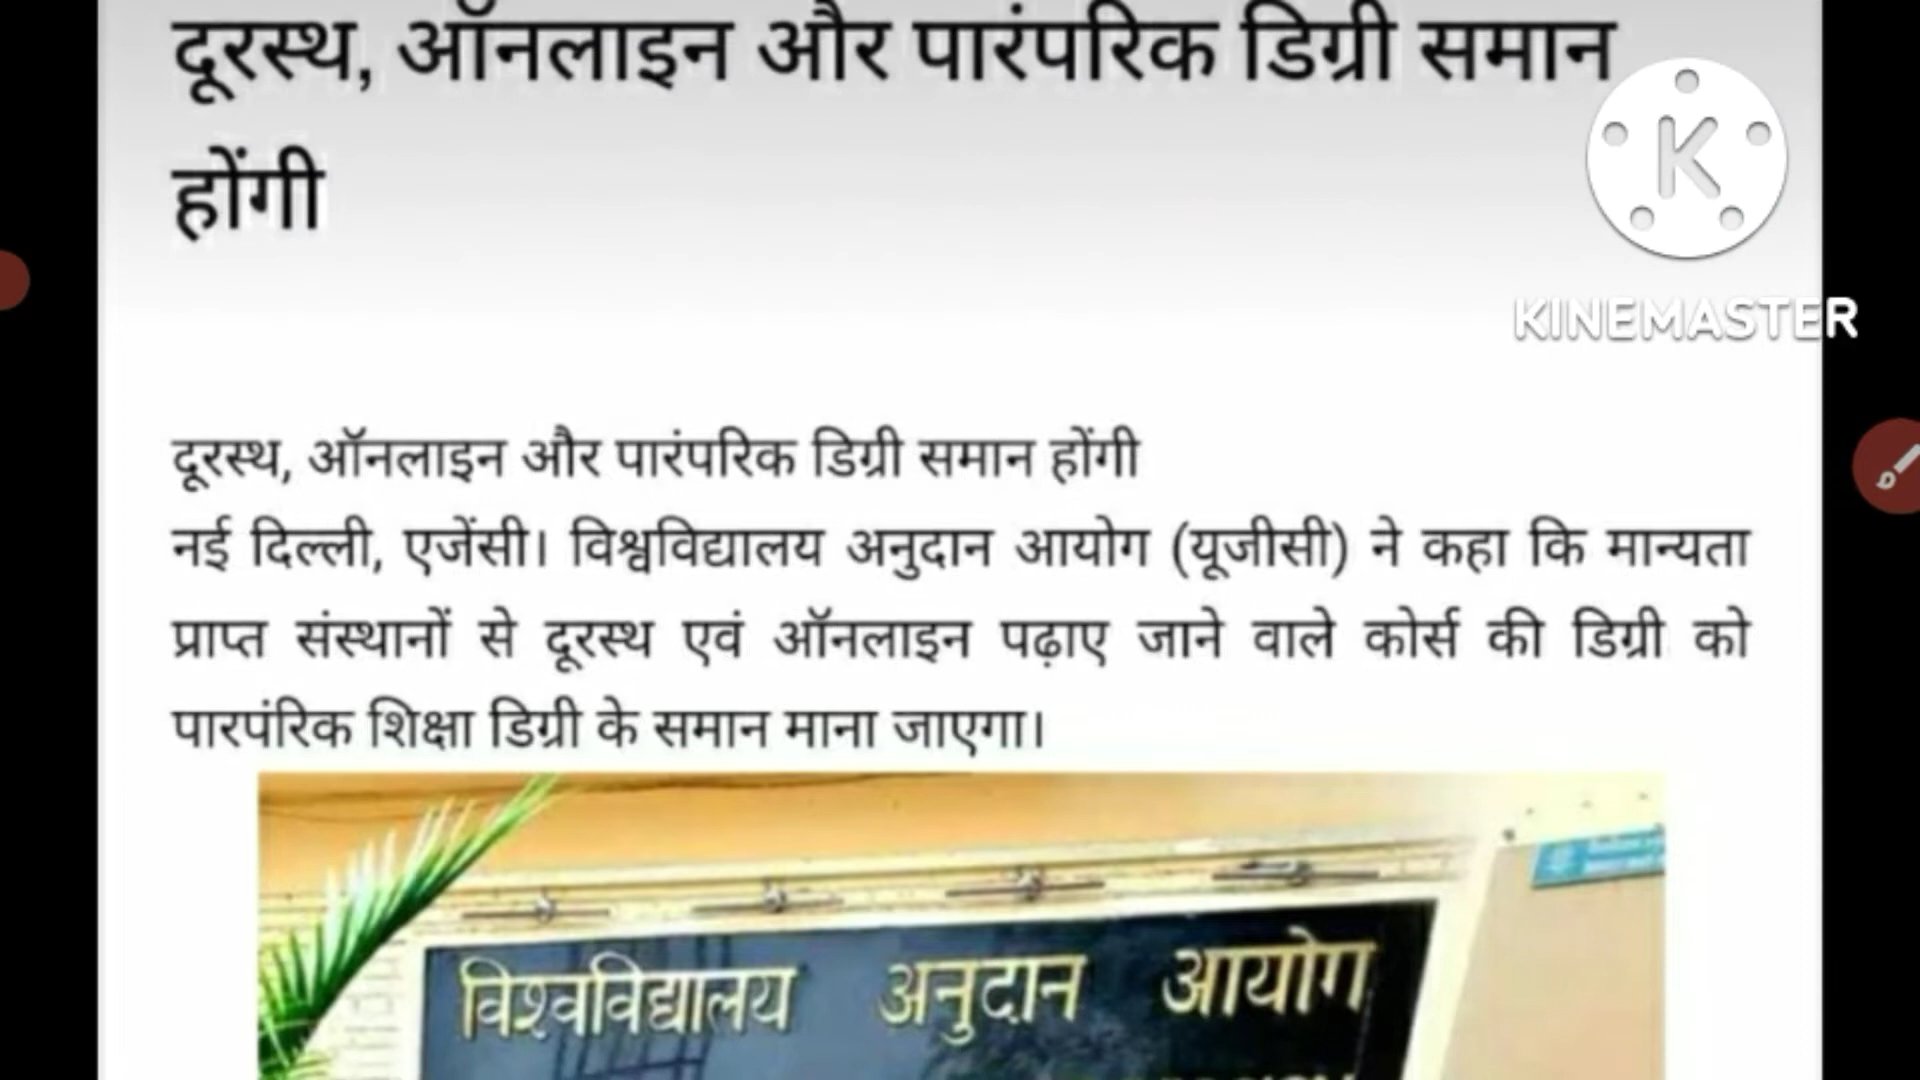 दूरस्थ, ऑनलाइन और पारंपरिक डिग्री समान
होंगी
K
KINEMASTER
दूरस्थ, ऑनलाइन और पारंपरिक डिग्री समान होंगी
नई दिल्ली, एजेंसी। विश्वविद्यालय अनुदान आयोग (यूजीसी) ने कहा कि मान्यता
प्राप्त संस्थानों से दूरस्थ एवं ऑनलाइन पढ़ाए जाने वाले कोर्स की डिग्री को
पारपंरिक शिक्षा डिग्री के समान माना जाएगा।
विश्वविद्यालय अनुदान आयोग